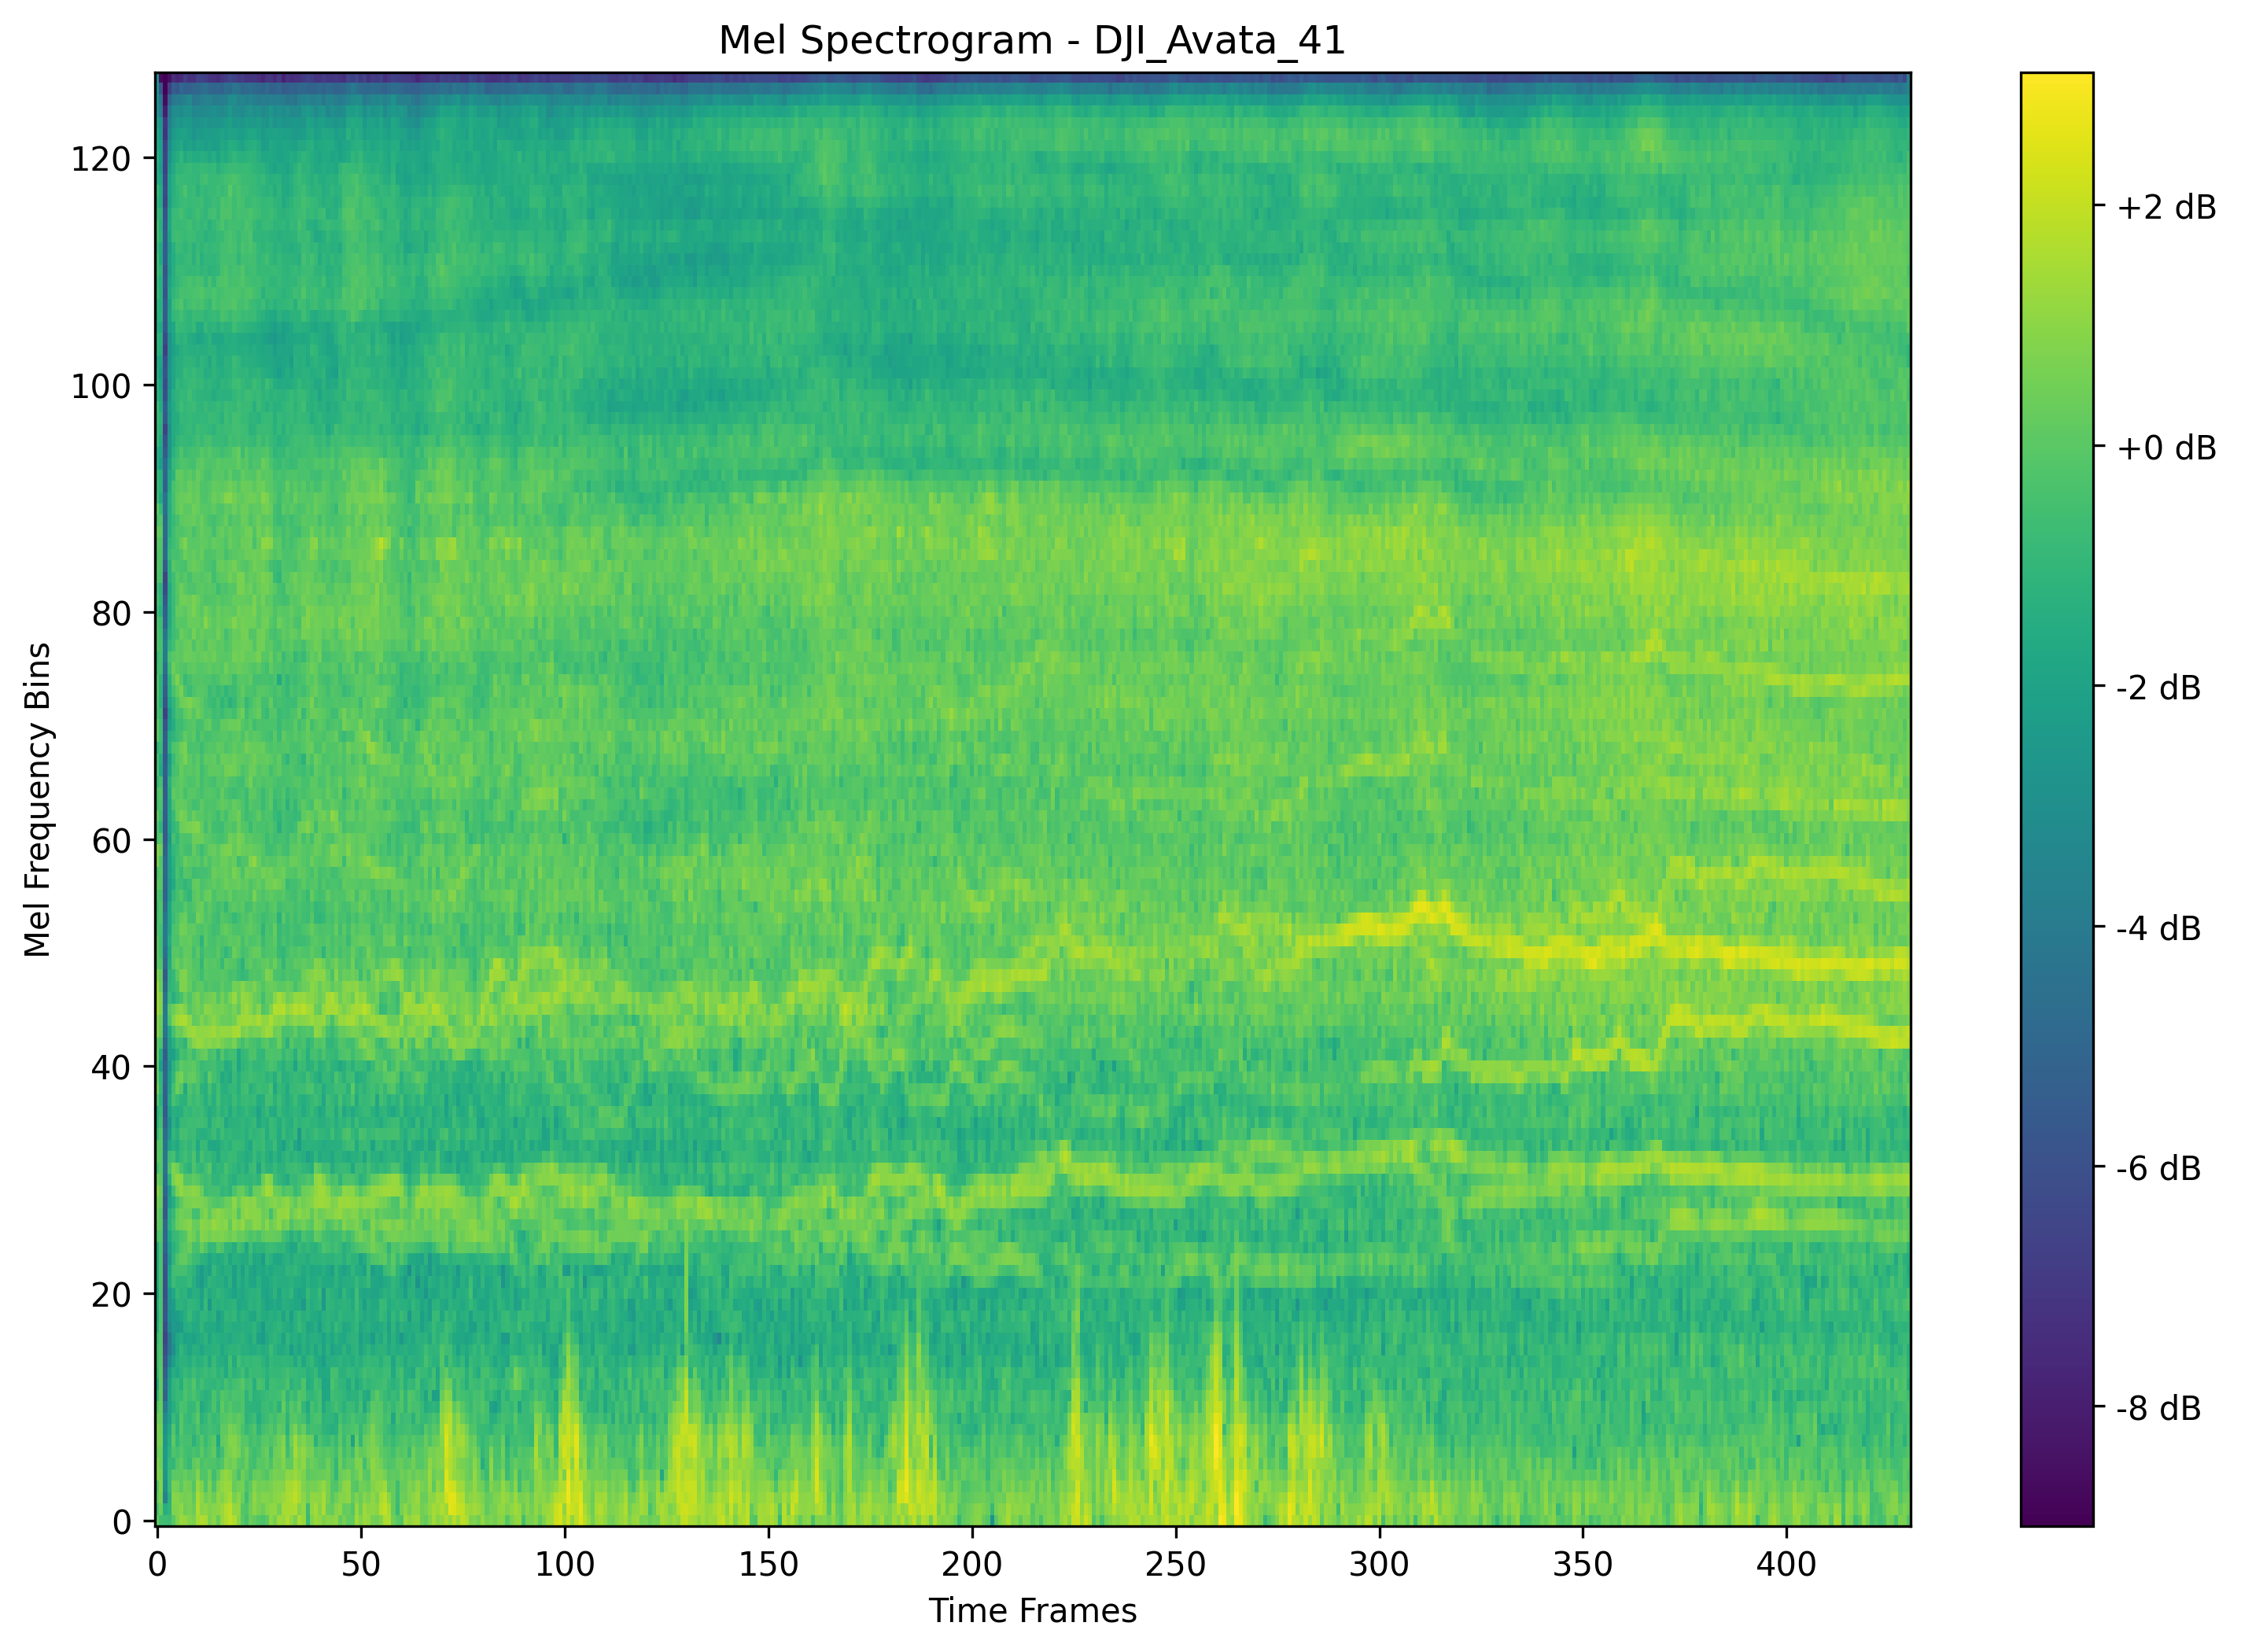 Mel Spectrogram - DJI_Avata_41
Mel Frequency Bins
120
100
80
60
40
20
0
0 50 100 150 200 250 300 350 400
Time Frames
+2 dB
+0 dB
-2 dB
-4 dB
-6 dB
-8 dB